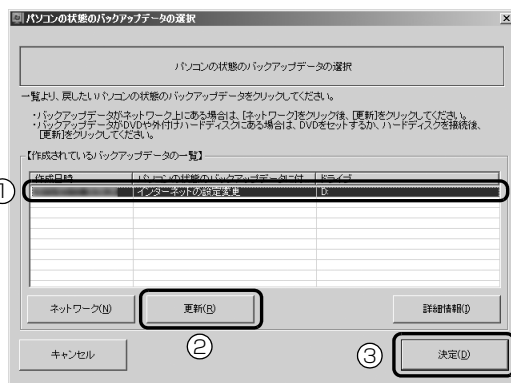 パソコンの状態のバックアップデータの選択
パソコンの状態のバックアップデータの選択
一覧より、戻したいパソコンの状態のバックアップデータをクリックしてください。
・バックアップデータがネットワーク上にある場合は、[ネットワーク]をクリック後、[更新]をクリックしてください。
・バックアップデータがDVDや外付けハードディスクにある場合は、DVDをセットするか、ハードディスクを接続後、
[更新]をクリックしてください。
【作成されているバックアップデータの一覧】
作成日時 パソコンの状態のバックアップデータに付 ドライブ
① インターネットの設定変更 D:
ネットワーク(N) 更新(R) 詳細情報(I)
②
キャンセル ③ 決定(D)